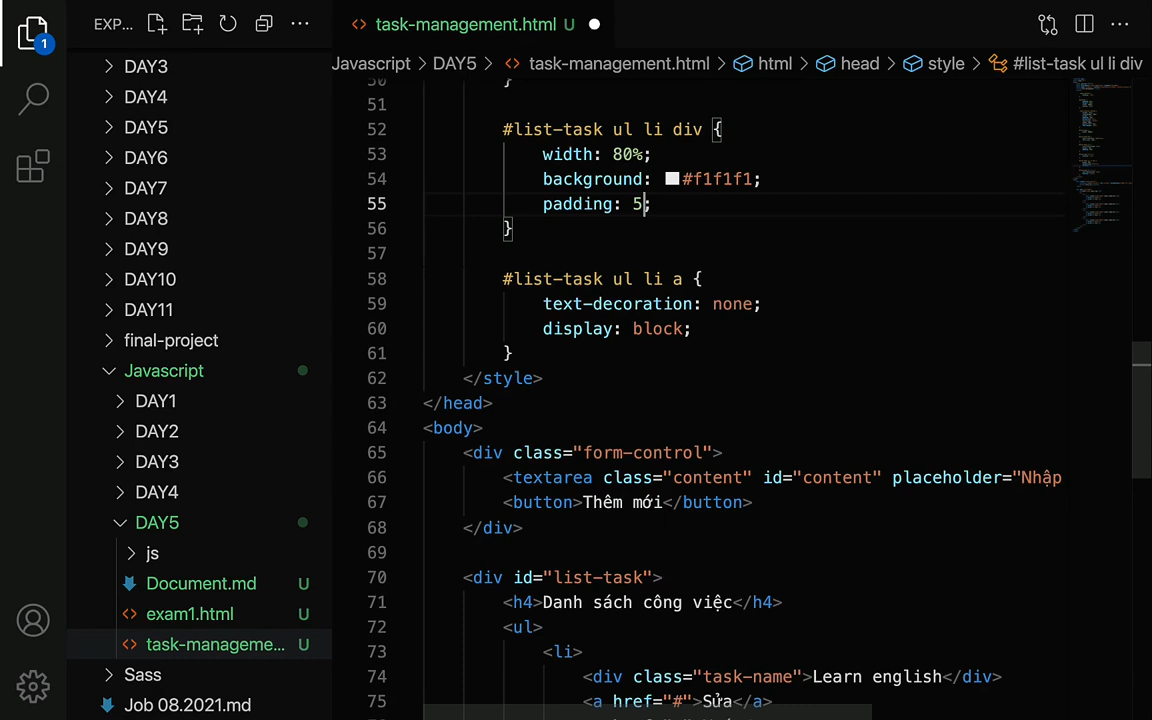 EXP...
task-management.html U
Javascript > DAY5 > task-management.html > html > head > style > #list-task ul li div
1
DAY3
DAY4
DAY5
DAY6
DAY7
DAY8
DAY9
DAY10
DAY11
final-project
Javascript
DAY1
DAY2
DAY3
DAY4
DAY5
js
Document.md U
exam1.html U
task-manageme... U
Sass
Job 08.2021.md
50 }
51
52 #list-task ul li div {
53 width: 80%;
54 background: #f1f1f1;
55 padding: 5;
56 }
57
58 #list-task ul li a {
59 text-decoration: none;
60 display: block;
61 }
62 </style>
63 </head>
64 <body>
65 <div class="form-control">
66 <textarea class="content" id="content" placeholder="Nhập
67 <button>Thêm mới</button>
68 </div>
69
70 <div id="list-task">
71 <h4>Danh sách công việc</h4>
72 <ul>
73 <li>
74 <div class="task-name">Learn english</div>
75 <a href="#">Sửa</a>